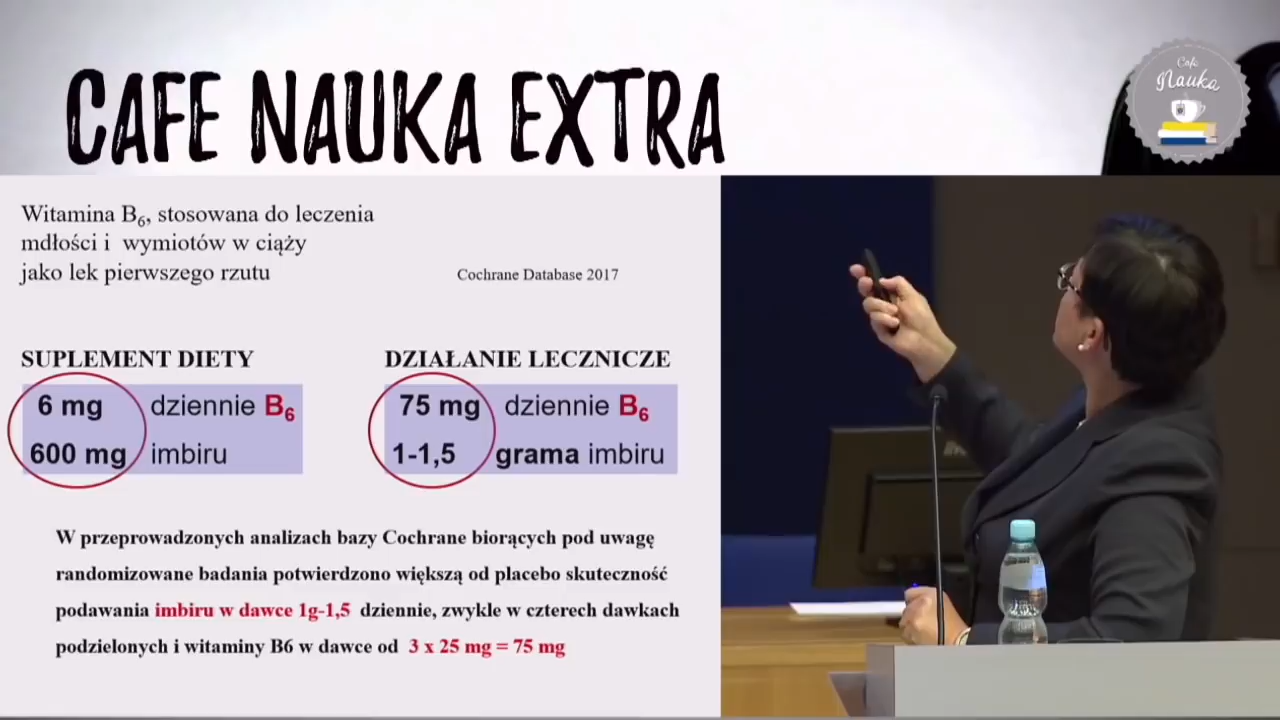 CAFE NAUKA EXTRA
Cafe
Nauka
Witamina B₆, stosowana do leczenia
mdłości i wymiotów w ciąży
jako lek pierwszego rzutu
Cochrane Database 2017
SUPLEMENT DIETY
6 mg dziennie B₆
600 mg imbiru
DZIAŁANIE LECZNICZE
75 mg dziennie B₆
1-1,5 grama imbiru
W przeprowadzonych analizach bazy Cochrane biorących pod uwagę
randomizowane badania potwierdzono większą od placebo skuteczność
podawania imbiru w dawce 1g-1,5 dziennie, zwykle w czterech dawkach
podzielonych i witaminy B6 w dawce od 3 x 25 mg = 75 mg